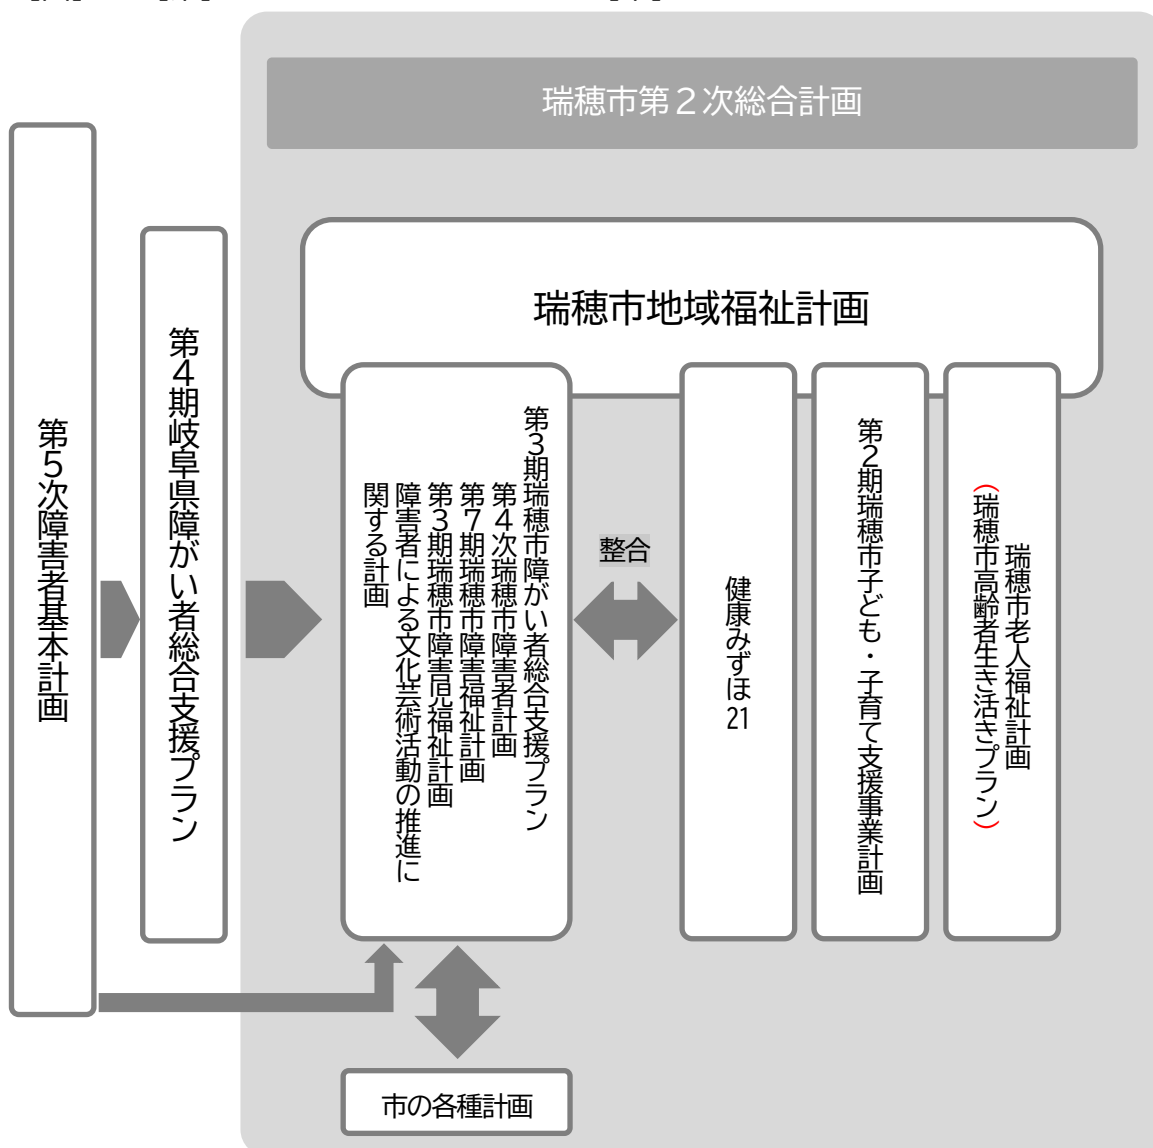 瑞穂市第２次総合計画
瑞穂市地域福祉計画
第５次障害者基本計画
第４期岐阜県障がい者総合支援プラン
第３期瑞穂市障がい者総合支援プラン
第４次瑞穂市障害者計画
第７期瑞穂市障害福祉計画
第３期瑞穂市障害児福祉計画
障害者による文化芸術活動の推進に
関する計画
整合
健康みずほ21
第２期瑞穂市子ども・子育て支援事業計画
瑞穂市老人福祉計画
(瑞穂市高齢者生き活きプラン)
市の各種計画